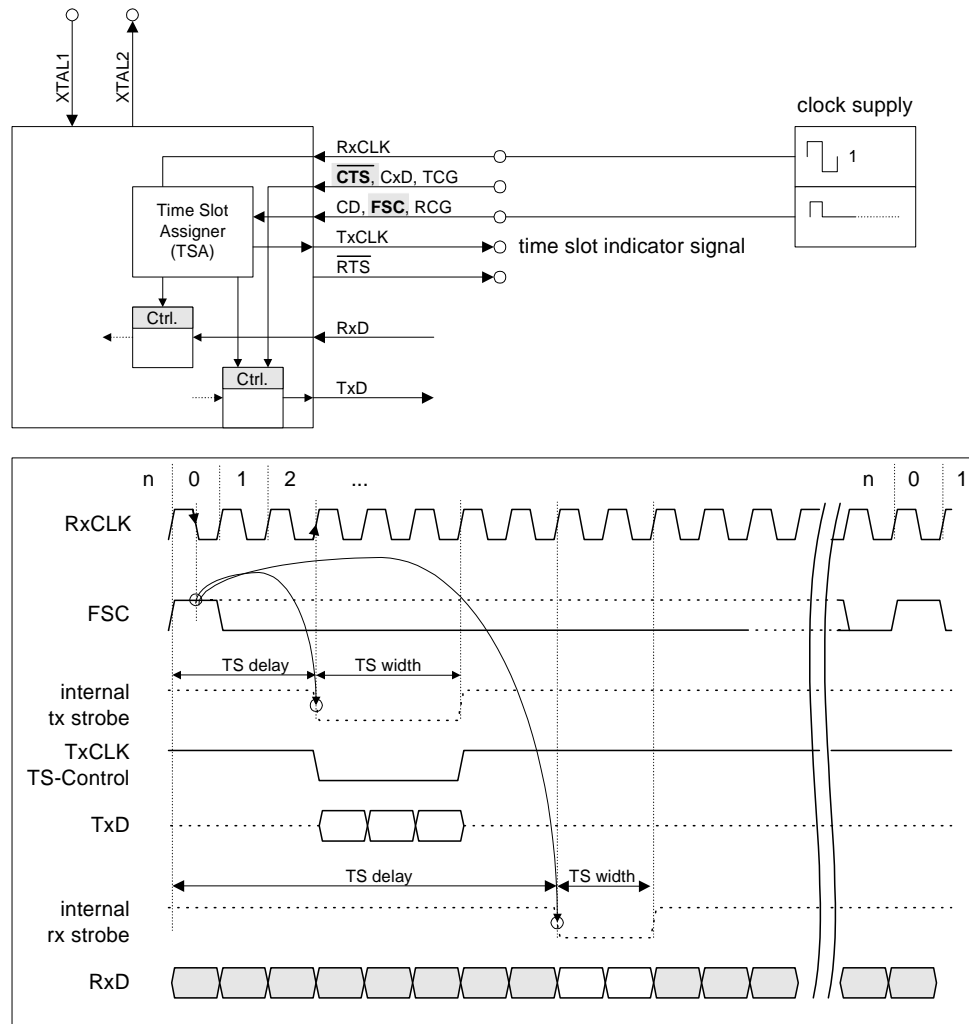 XTAL1
XTAL2
clock supply
RxCLK
1
CTS, CxD, TCG
CD, FSC, RCG
Time Slot
Assigner
(TSA)
TxCLK
time slot indicator signal
RTS
Ctrl.
RxD
Ctrl.
TxD
n 0 1 2 ... n 0 1
RxCLK
FSC
TS delay TS width
internal
tx strobe
TxCLK
TS-Control
TxD
TS delay TS width
internal
rx strobe
RxD